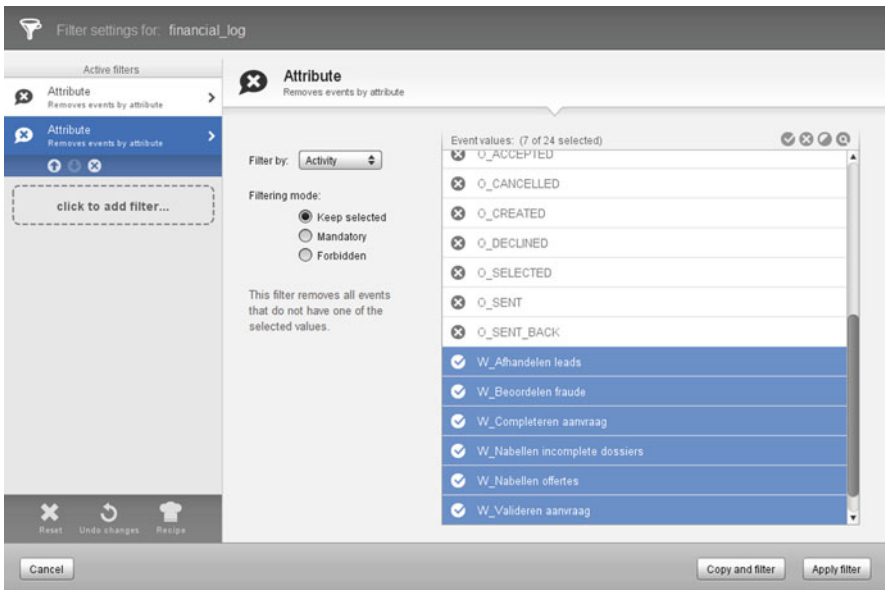 Filter settings for: financial_log
Active filters
Attribute
Removes events by attribute
Attribute
Removes events by attribute
click to add filter...
Reset Undo changes Recipe
Attribute
Removes events by attribute
Filter by: Activity
Filtering mode:
Keep selected
Mandatory
Forbidden
This filter removes all events
that do not have one of the
selected values.
Event values: (7 of 24 selected)
O_ACCEPTED
O_CANCELLED
O_CREATED
O_DECLINED
O_SELECTED
O_SENT
O_SENT_BACK
W_Afhandelen leads
W_Beoordelen fraude
W_Completeren aanvraag
W_Nabellen incomplete dossiers
W_Nabellen offertes
W_Valideren aanvraag
Cancel
Copy and filter
Apply filter